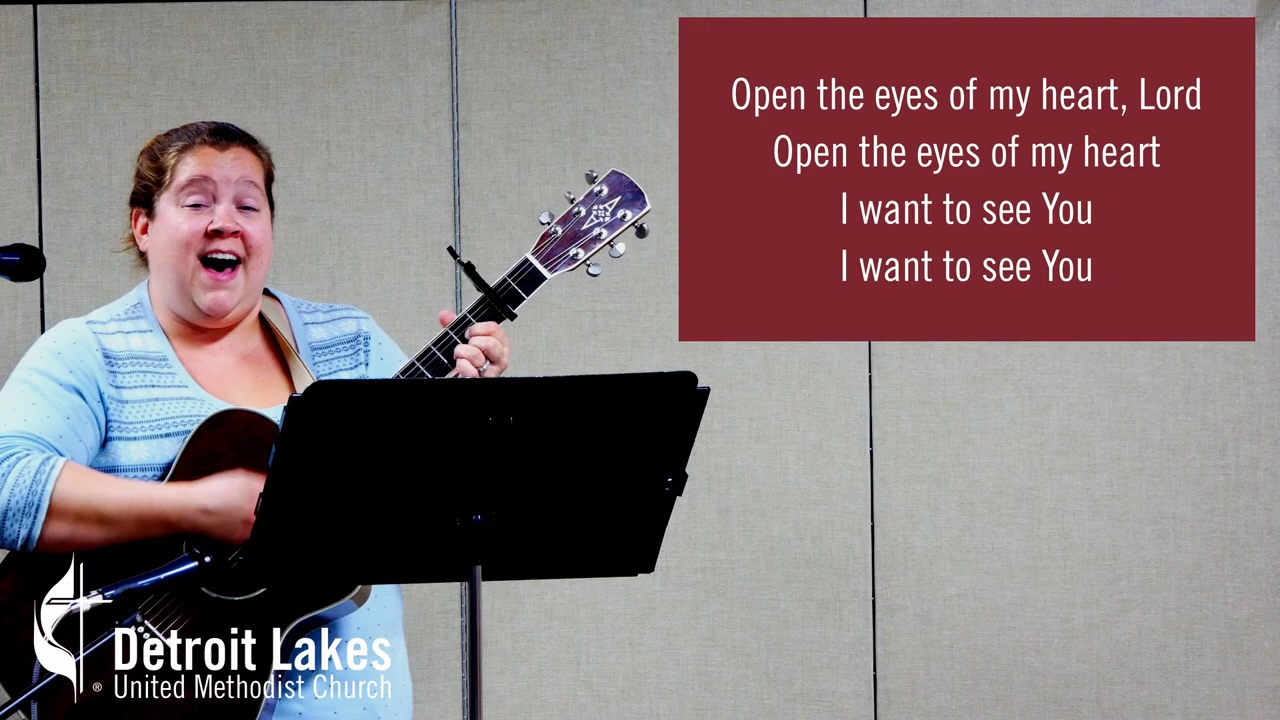 Open the eyes of my heart, Lord
Open the eyes of my heart
I want to see You
I want to see You
Detroit Lakes
® United Methodist Church